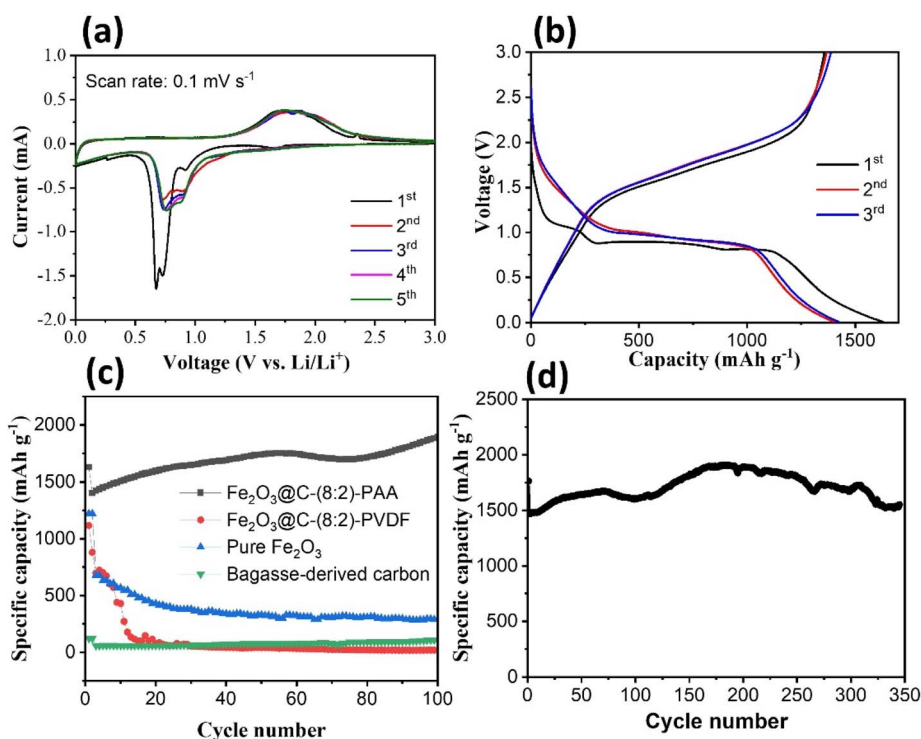 (a)
Scan rate: 0.1 mV s⁻¹
Current (mA)
1.0
0.5
0.0
-0.5
-1.0
-1.5
-2.0
1ˢᵗ
2ⁿᵈ
3ʳᵈ
4ᵗʰ
5ᵗʰ
0.0 0.5 1.0 1.5 2.0 2.5 3.0
Voltage (V vs. Li/Li⁺)
(b)
Voltage (V)
3.0
2.0
1.0
0.0
1ˢᵗ
2ⁿᵈ
3ʳᵈ
0 500 1000 1500
Capacity (mAh g⁻¹)
(c)
Specific capacity (mAh g⁻¹)
2000
1500
1000
500
0
Fe₂O₃@C-(8:2)-PAA
Fe₂O₃@C-(8:2)-PVDF
Pure Fe₂O₃
Bagasse-derived carbon
0 20 40 60 80 100
Cycle number
(d)
Specific capacity (mAh g⁻¹)
2500
2000
1500
1000
500
0
0 50 100 150 200 250 300 350
Cycle number